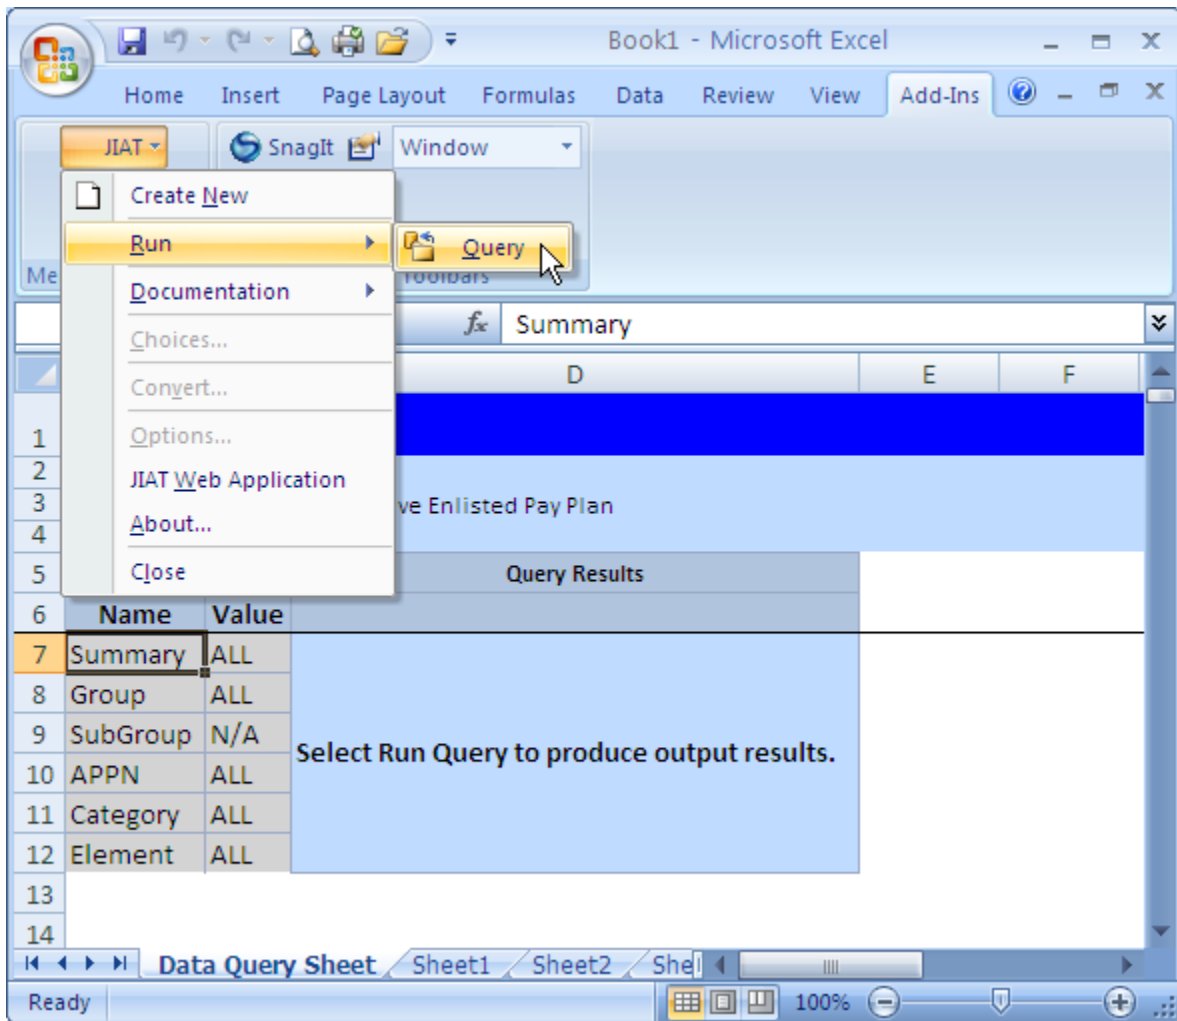 Book1 - Microsoft Excel
Home Insert Page Layout Formulas Data Review View Add-Ins
JIAT SnagIt Window
Create New
Run
Query
Me
Toolbars
Documentation
Choices...
Convert...
Options...
JIAT Web Application
About...
Close
fx Summary
D E F
1
2
3 ve Enlisted Pay Plan
4
5 Query Results
6 Name Value
7 Summary ALL
8 Group ALL
9 SubGroup N/A
Select Run Query to produce output results.
10 APPN ALL
11 Category ALL
12 Element ALL
13
14
Data Query Sheet Sheet1 Sheet2 She
Ready 100%